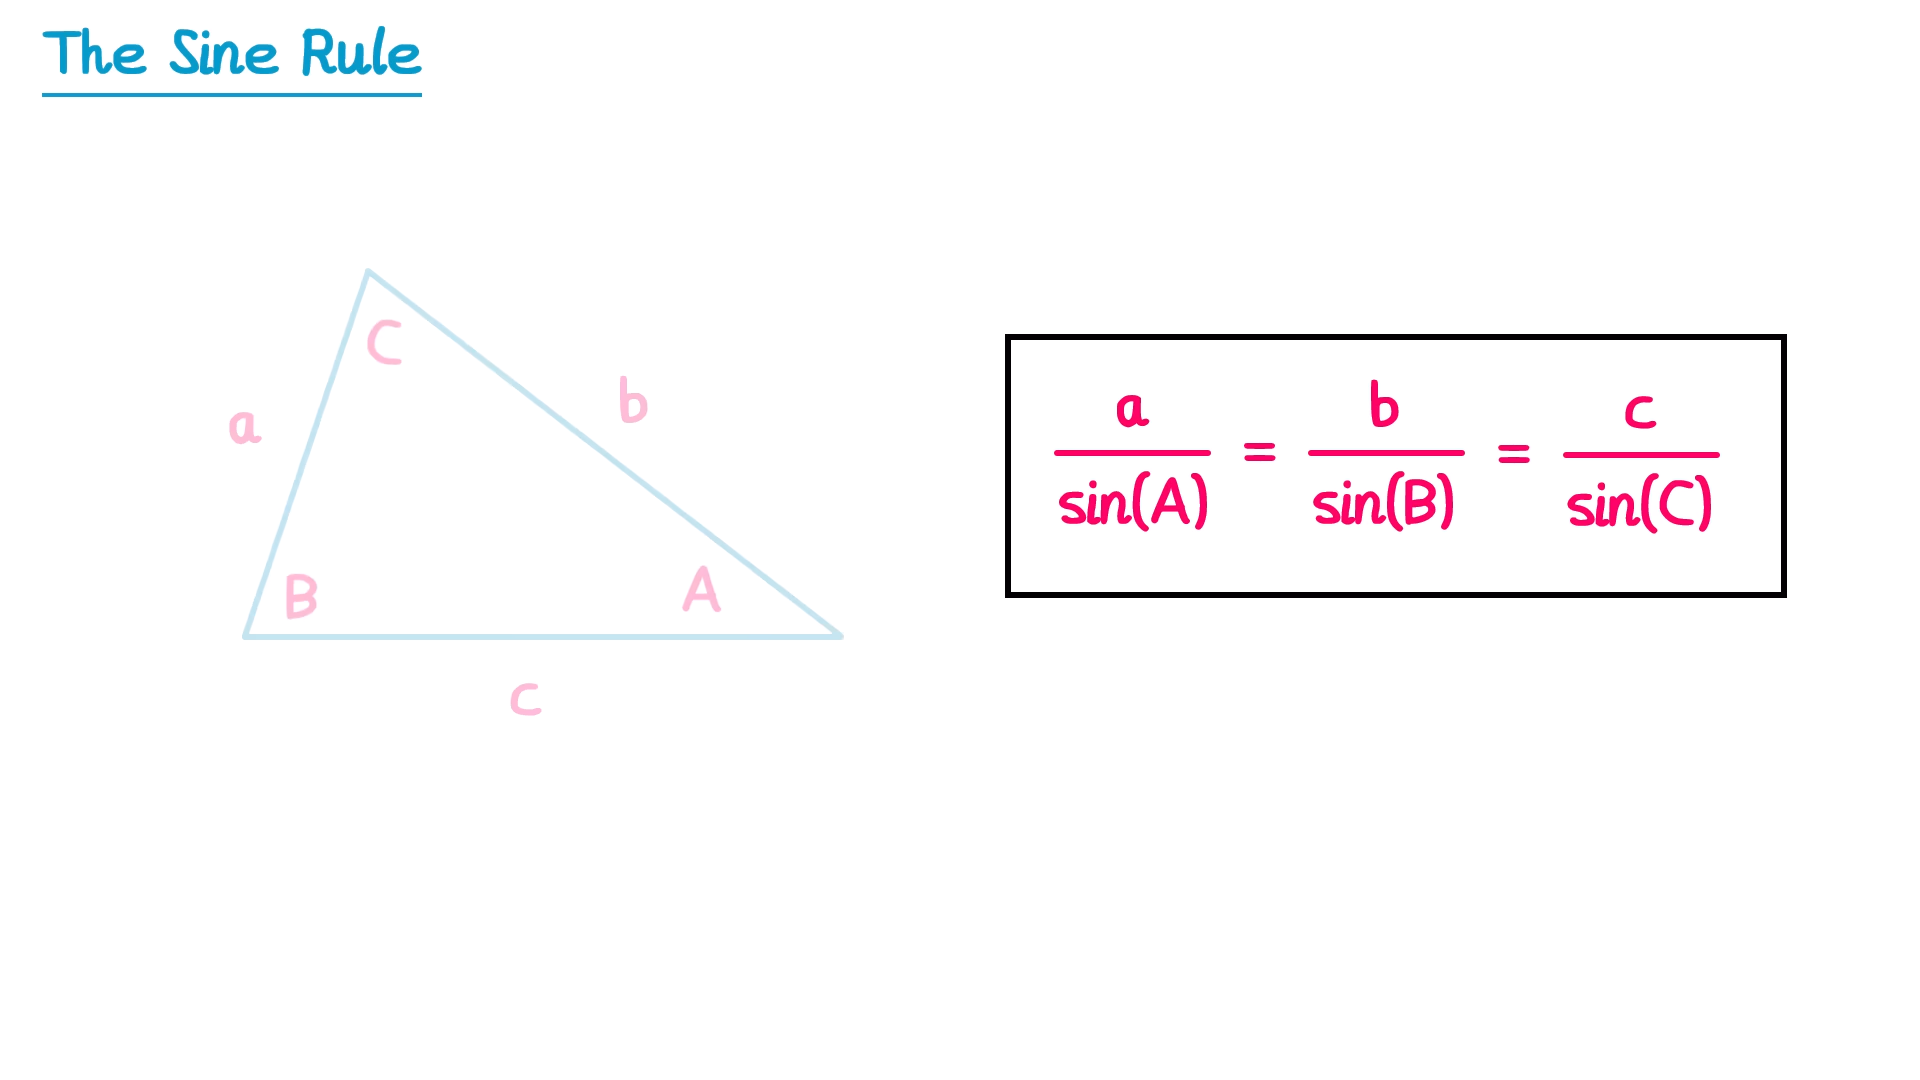 The Sine Rule
C
a
b
B
A
c
a/sin(A) = b/sin(B) = c/sin(C)